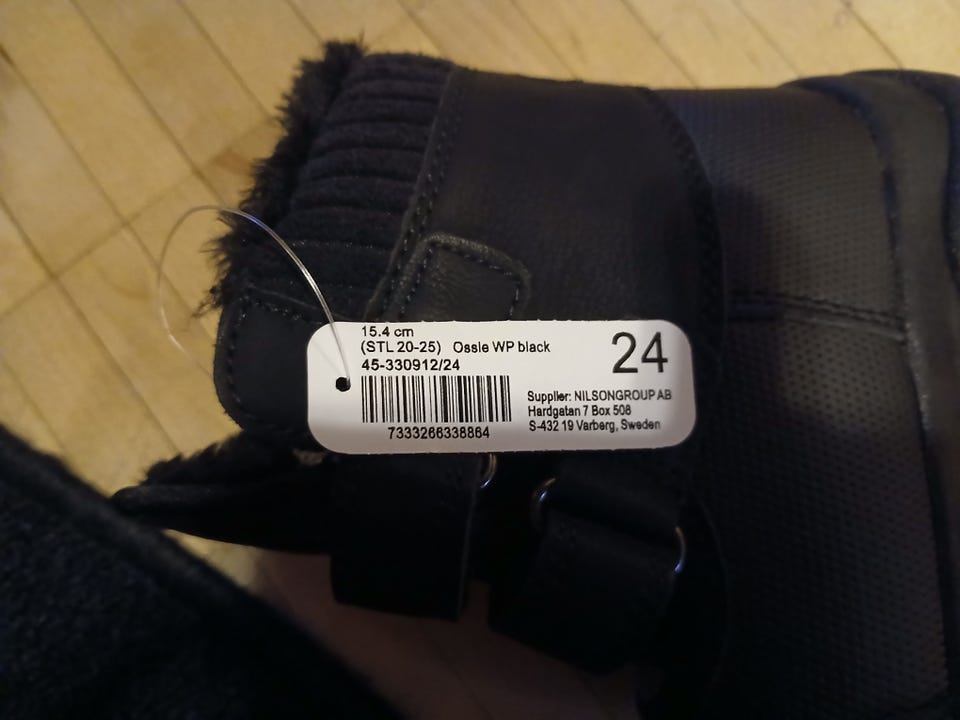 15.4 cm
(STL 20-25) Ossie WP black
45-330912/24
24
7333266338864
Supplier: NILSONGROUP AB
Hardgatan 7 Box 508
S-432 19 Varberg, Sweden